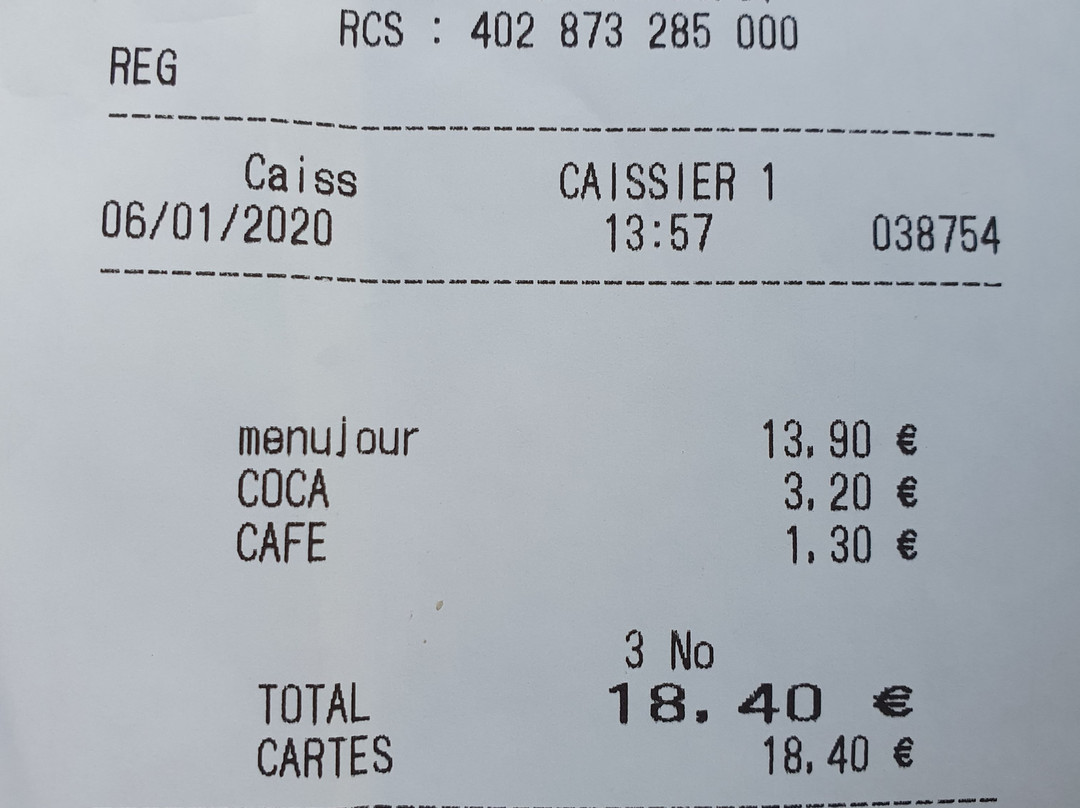 RCS : 402 873 285 000
REG
Caiss CAISSIER 1
06/01/2020 13:57 038754
menujour 13,90 €
COCA 3,20 €
CAFE 1,30 €
3 No
TOTAL 18,40 €
CARTES 18,40 €